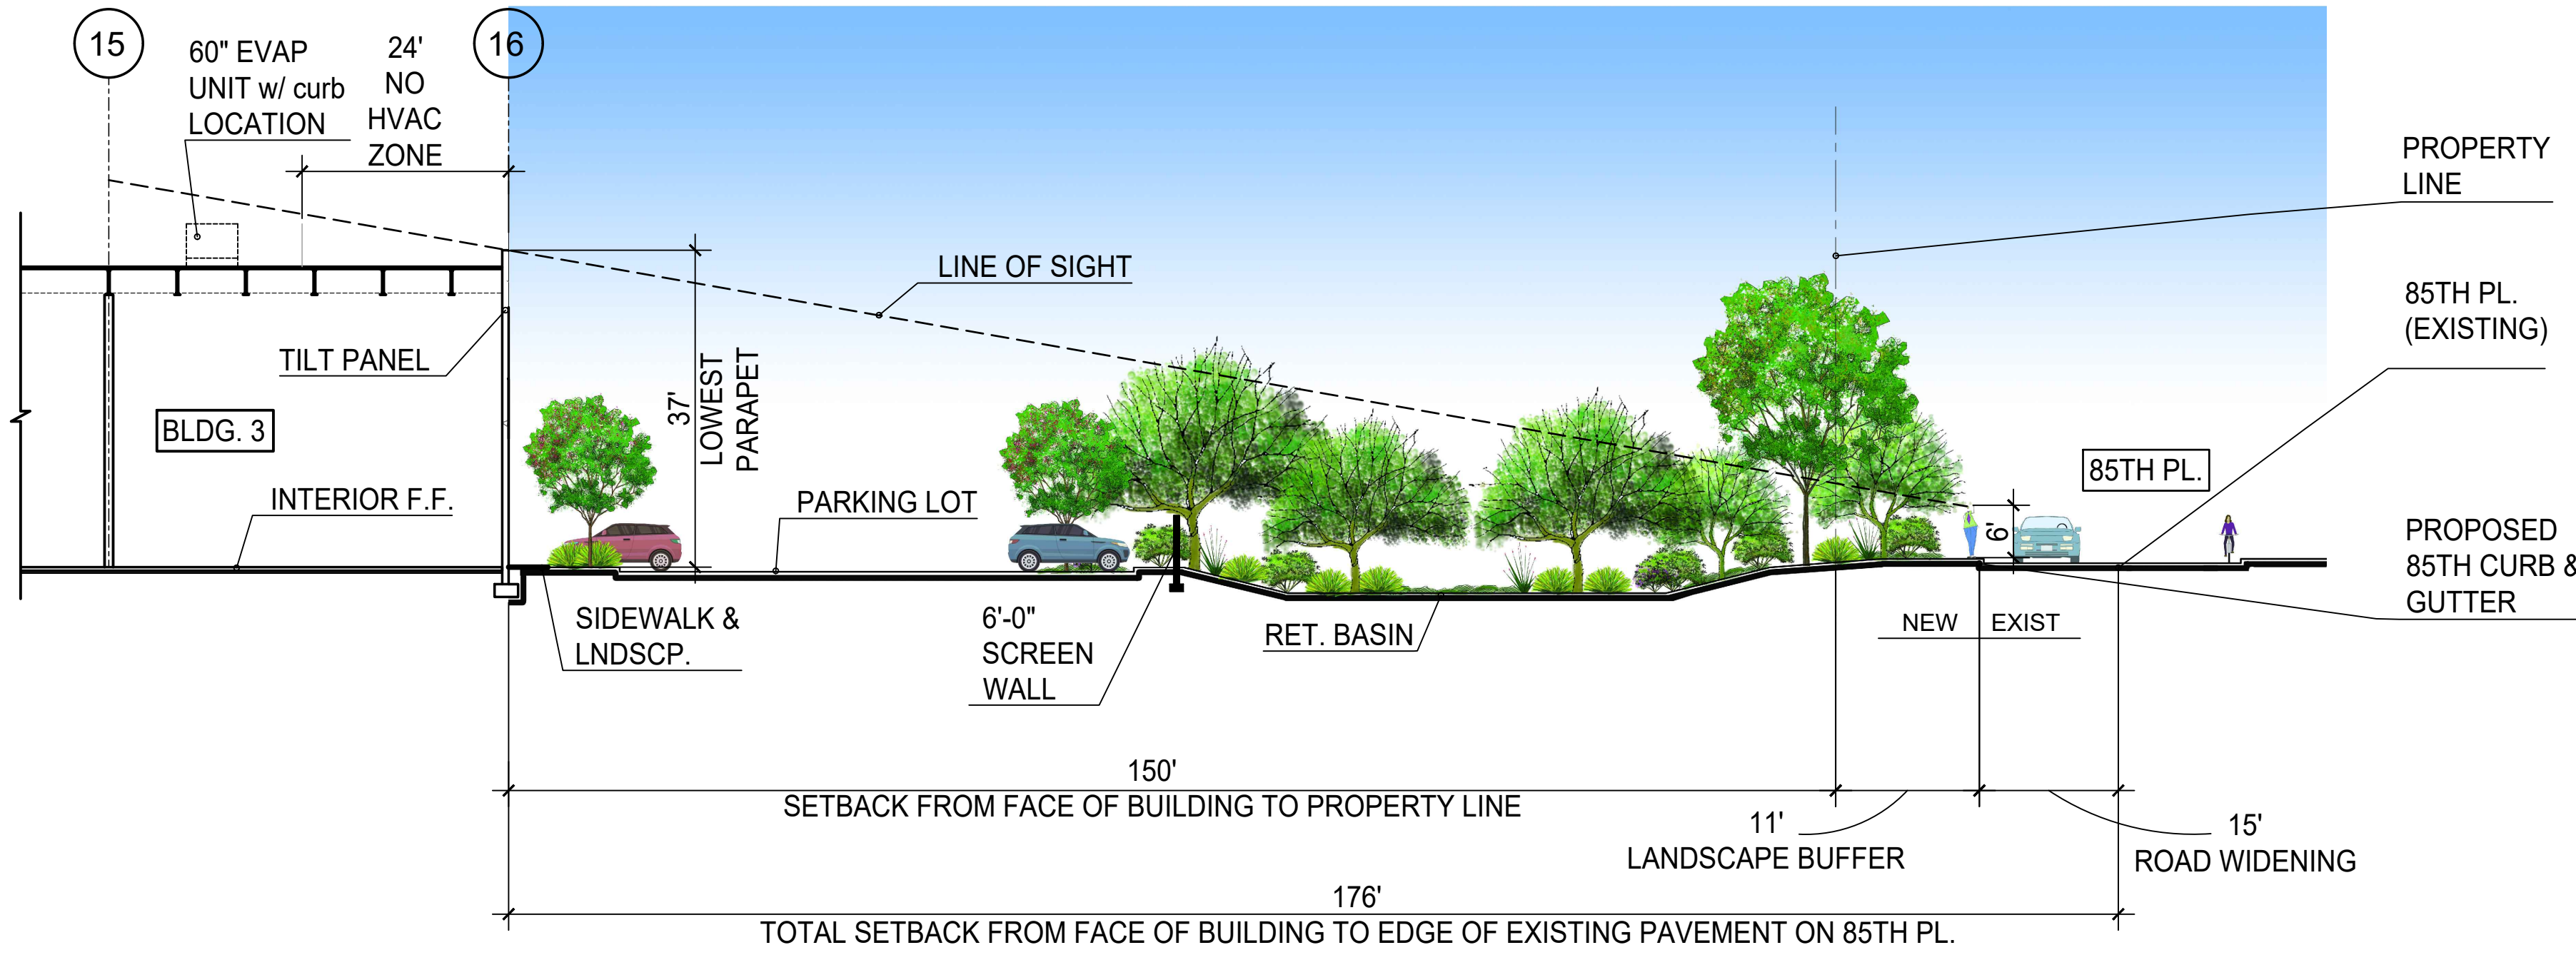 15
60" EVAP
UNIT w/ curb
LOCATION
24'
NO
HVAC
ZONE
16
PROPERTY
LINE
LINE OF SIGHT
85TH PL.
(EXISTING)
TILT PANEL
37'
LOWEST
PARAPET
BLDG. 3
INTERIOR F.F.
PARKING LOT
85TH PL.
6'
PROPOSED
85TH CURB &
GUTTER
SIDEWALK &
LNDSCP.
6'-0"
SCREEN
WALL
RET. BASIN
NEW
EXIST
150'
SETBACK FROM FACE OF BUILDING TO PROPERTY LINE
11'
LANDSCAPE BUFFER
15'
ROAD WIDENING
176'
TOTAL SETBACK FROM FACE OF BUILDING TO EDGE OF EXISTING PAVEMENT ON 85TH PL.